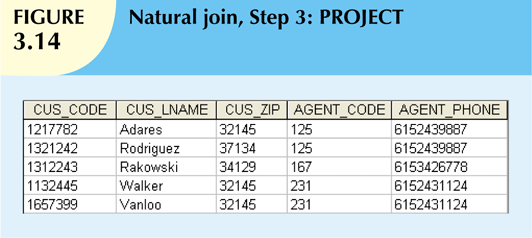 FIGURE 3.14
Natural join, Step 3: PROJECT
CUS_CODE CUS_LNAME CUS_ZIP AGENT_CODE AGENT_PHONE
1217782 Adares 32145 125 6152439887
1321242 Rodriguez 37134 125 6152439887
1312243 Rakowski 34129 167 6153426778
1132445 Walker 32145 231 6152431124
1657399 Vanloo 32145 231 6152431124